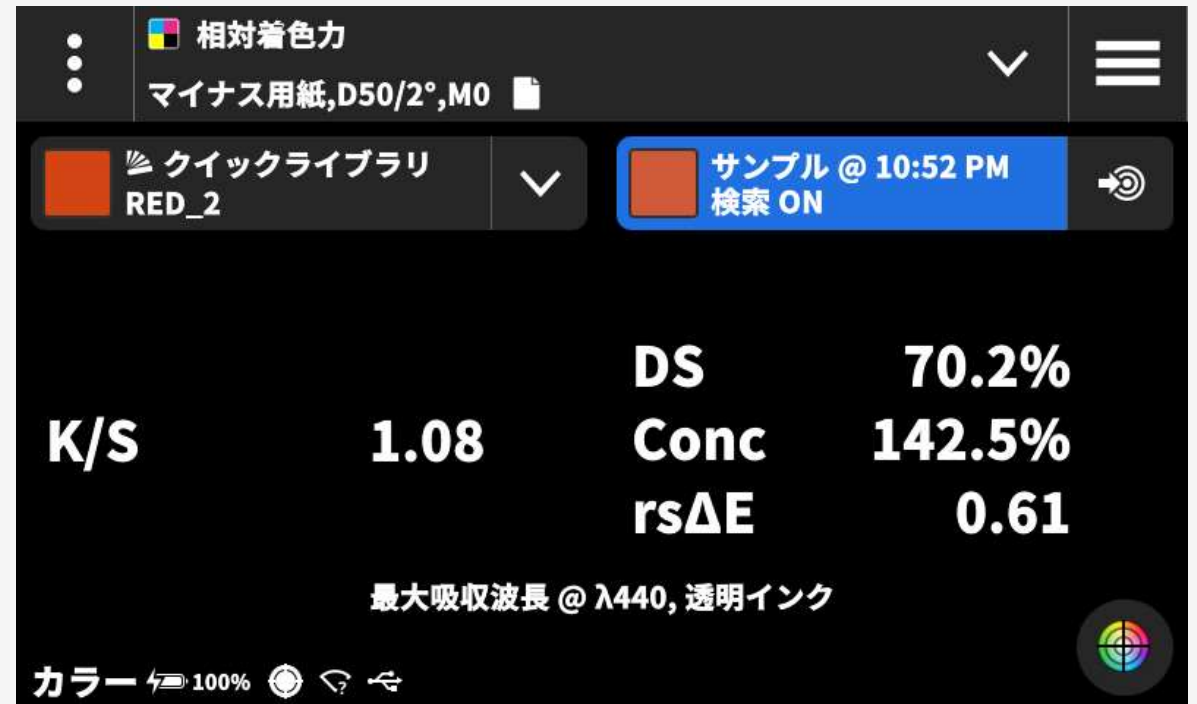 相対着色力
マイナス用紙,D50/2°,M0
クイックライブラリ
RED_2
サンプル @ 10:52 PM
検索 ON
K/S 1.08
DS 70.2%
Conc 142.5%
rsΔE 0.61
最大吸収波長 @ λ440, 透明インク
カラー 100%